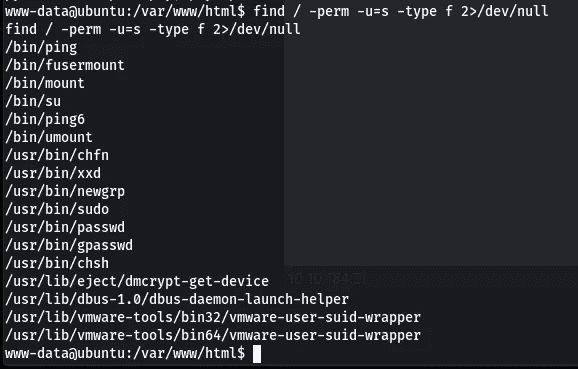 www-data@ubuntu:/var/www/html$ find / -perm -u=s -type f 2>/dev/null
find / -perm -u=s -type f 2>/dev/null
/bin/ping
/bin/fusermount
/bin/mount
/bin/su
/bin/ping6
/bin/umount
/usr/bin/chfn
/usr/bin/xxd
/usr/bin/newgrp
/usr/bin/sudo
/usr/bin/passwd
/usr/bin/gpasswd
/usr/bin/chsh
/usr/lib/eject/dmcrypt-get-device
/usr/lib/dbus-1.0/dbus-daemon-launch-helper
/usr/lib/vmware-tools/bin32/vmware-user-suid-wrapper
/usr/lib/vmware-tools/bin64/vmware-user-suid-wrapper
www-data@ubuntu:/var/www/html$